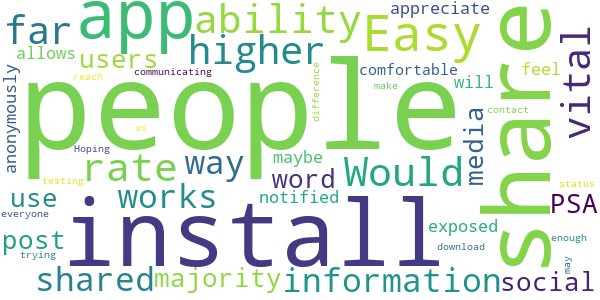 app
far
ability
Easy
appreciate
higher
allows
users
communicating
reach
comfortable
feel
will
anonymously
people
share
vital
difference
make
contact
vs
Hoping
rate
way
maybe
Would
media
testing
word
use
works
notified
PSA
status
everyone
install
exposed
post
trying
download
enough
may
shared
majority
information
social